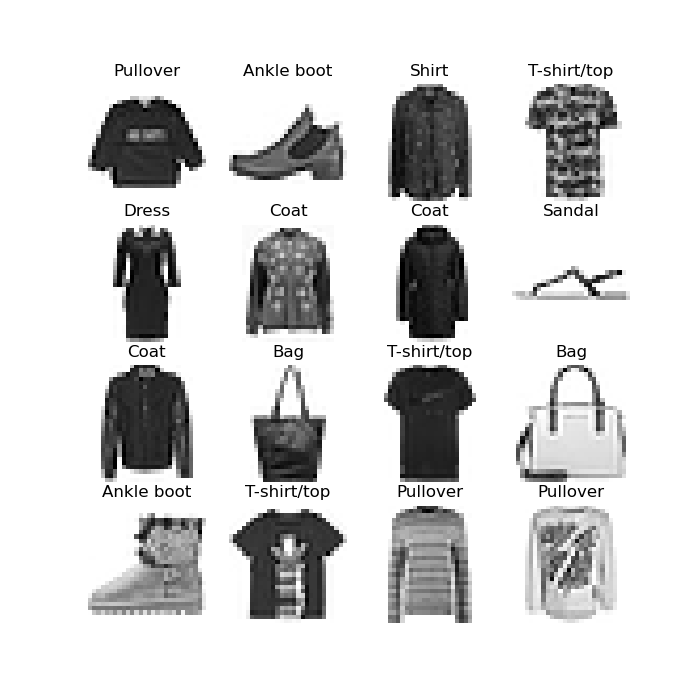 Pullover
Ankle boot
Shirt
T-shirt/top
Dress
Coat
Coat
Sandal
Coat
Bag
T-shirt/top
Bag
Ankle boot
T-shirt/top
Pullover
Pullover